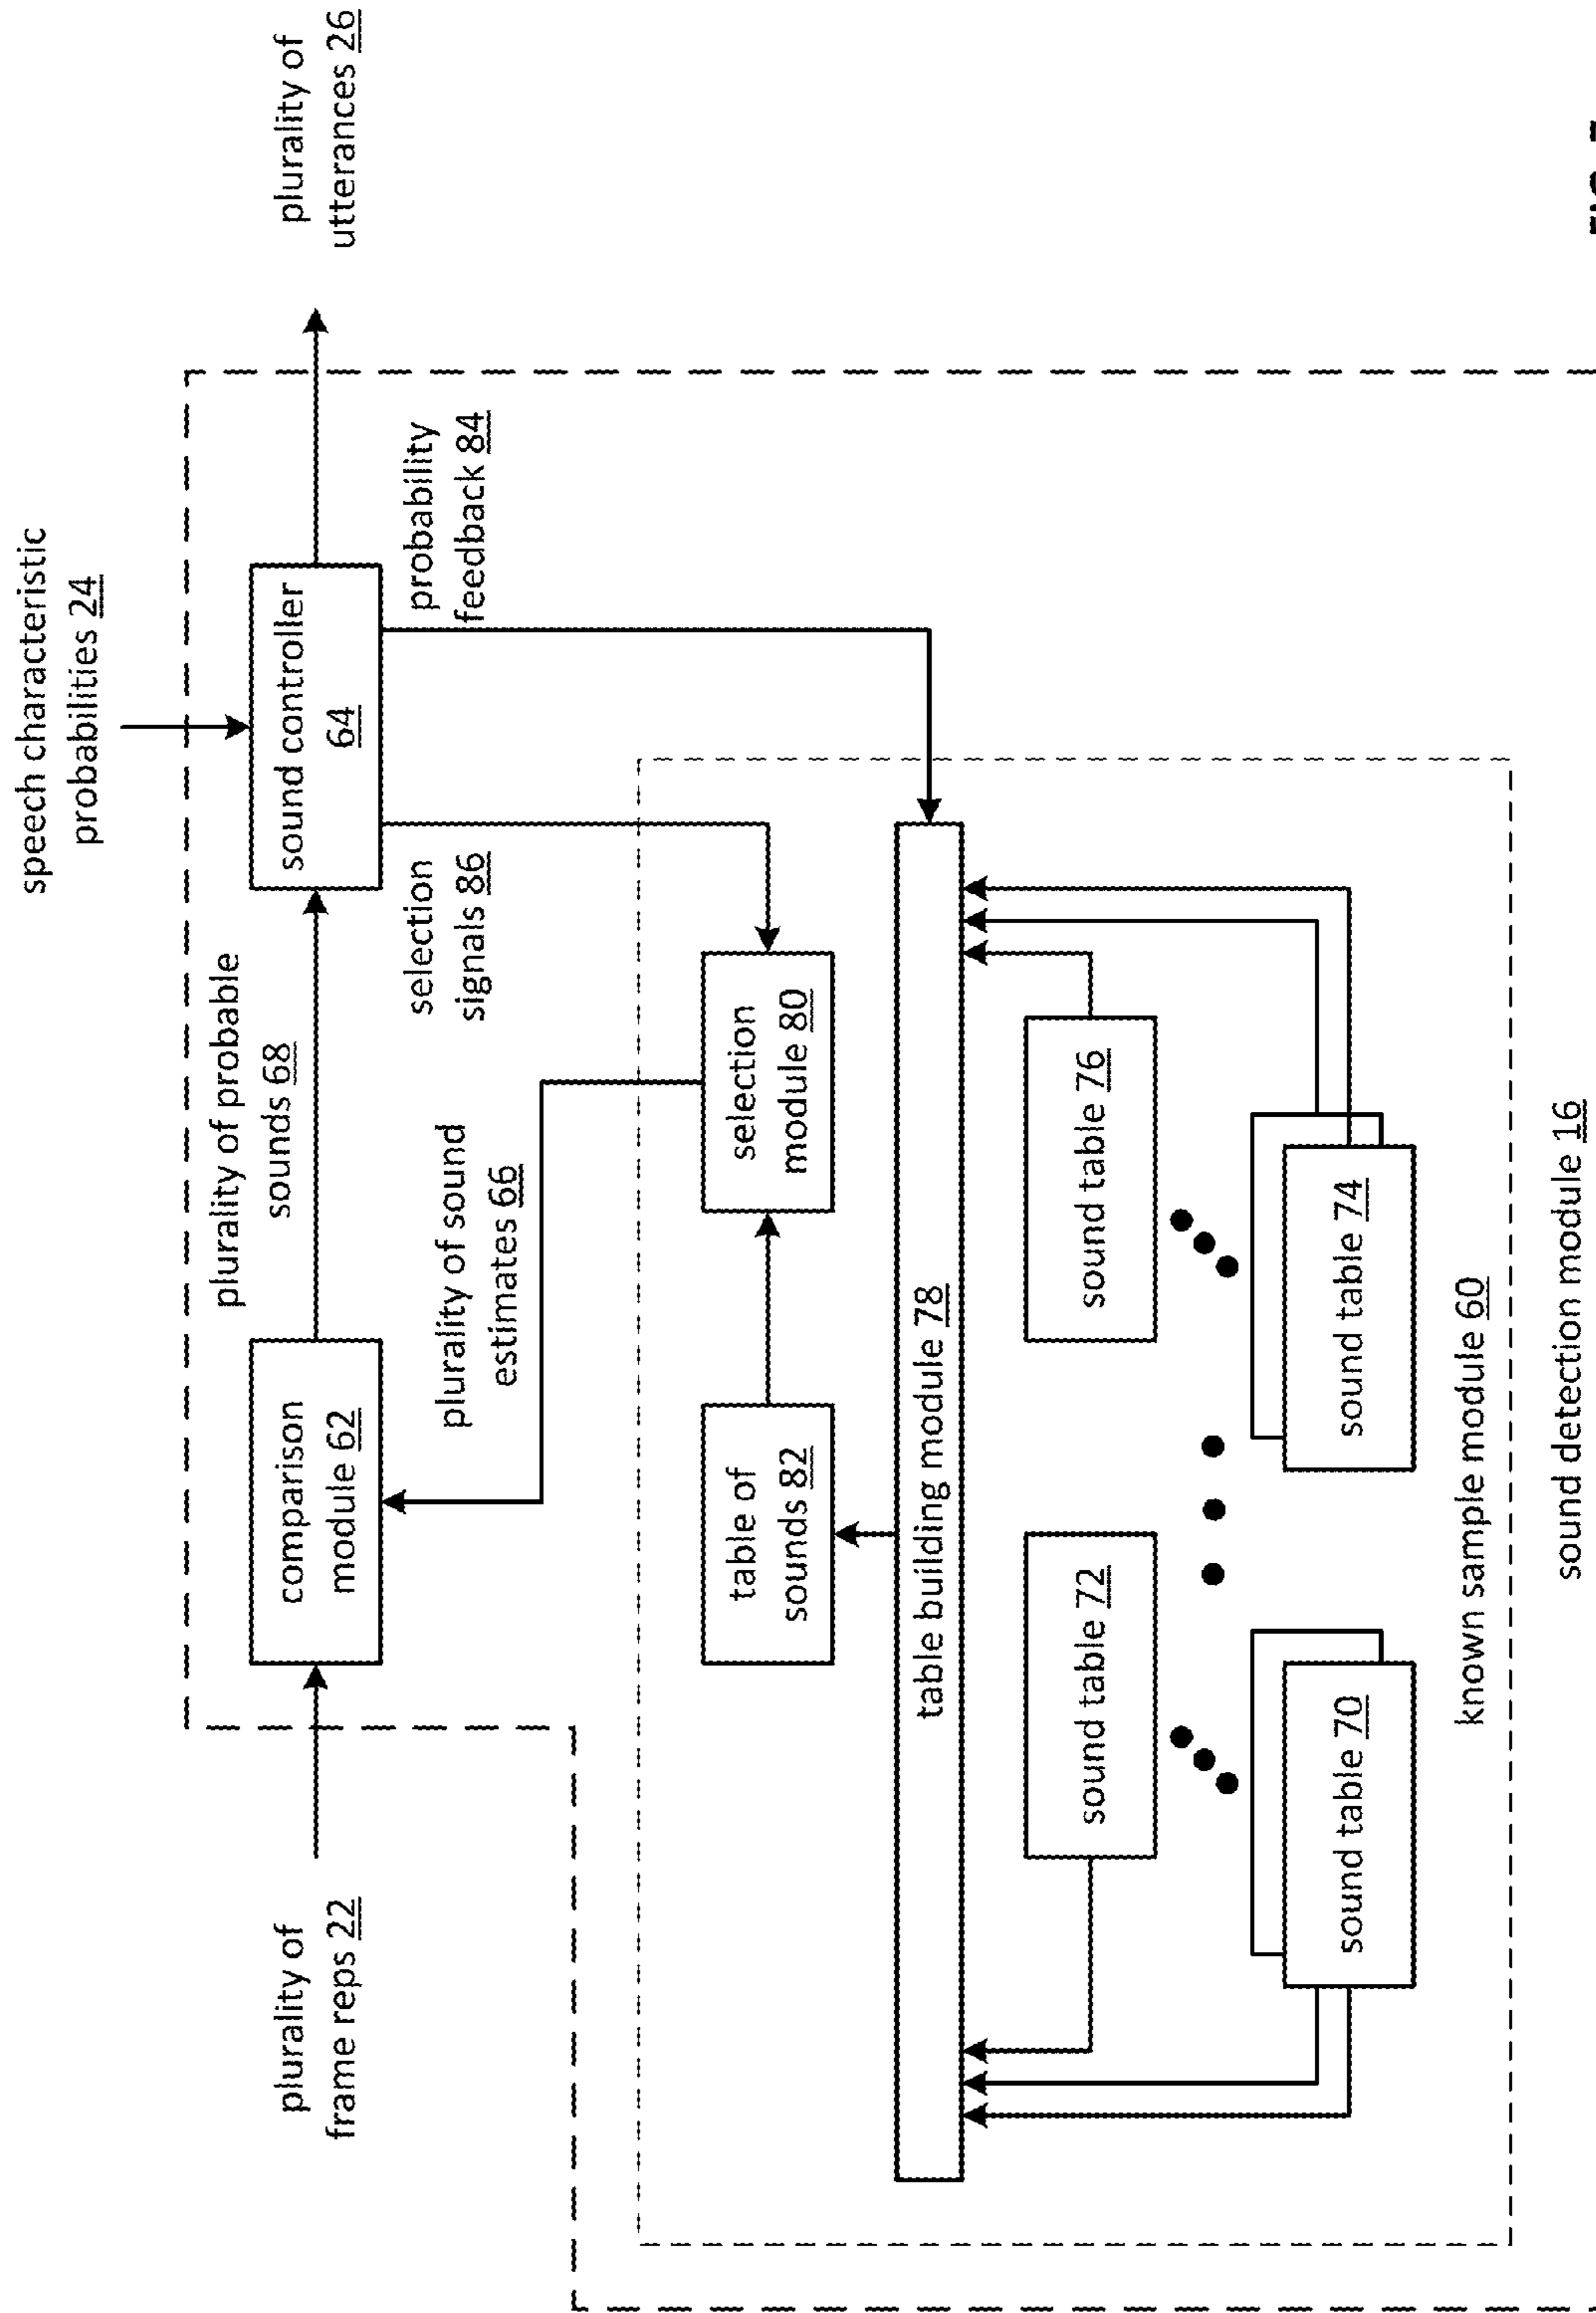 speech characteristic
probabilities 24
plurality of
frame reps 22
comparison
module 62
plurality of probable
sounds 68
sound controller
64
plurality of
utterances 26
plurality of sound
estimates 66
selection
signals 86
probability
feedback 84
table of
sounds 82
selection
module 80
table building module 78
sound table 72
sound table 76
sound table 70
sound table 74
known sample module 60
sound detection module 16